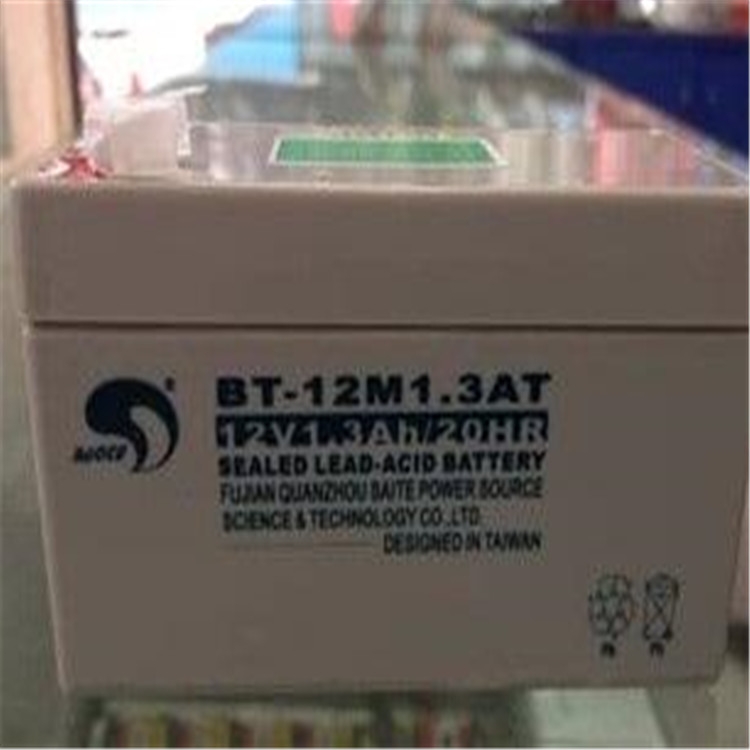 BT-12M1.3AT
12V1.3Ah/20HR
SEALED LEAD-ACID BATTERY
FUJIAN QUANZHOU BAITE POWER SOURCE
SCIENCE & TECHNOLOGY CO.,LTD.
DESIGNED IN TAIWAN